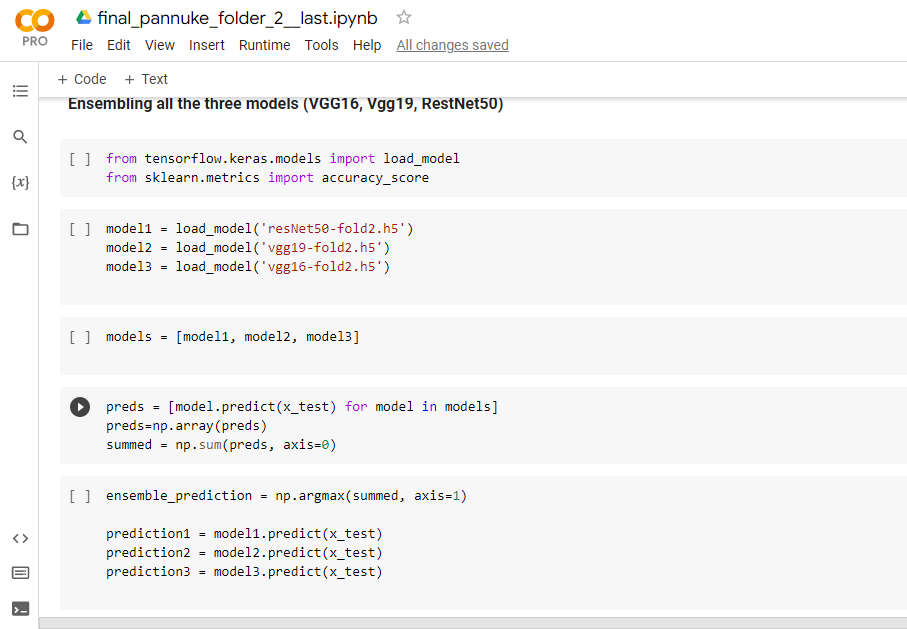 final_pannuke_folder_2__last.ipynb
PRO
File Edit View Insert Runtime Tools Help All changes saved
+ Code + Text
Ensembling all the three models (VGG16, Vgg19, RestNet50)
[ ] from tensorflow.keras.models import load_model
from sklearn.metrics import accuracy_score
{x}
[ ] model1 = load_model('resNet50-fold2.h5')
model2 = load_model('vgg19-fold2.h5')
model3 = load_model('vgg16-fold2.h5')
[ ] models = [model1, model2, model3]
preds = [model.predict(x_test) for model in models]
preds=np.array(preds)
summed = np.sum(preds, axis=0)
[ ] ensemble_prediction = np.argmax(summed, axis=1)
prediction1 = model1.predict(x_test)
prediction2 = model2.predict(x_test)
prediction3 = model3.predict(x_test)